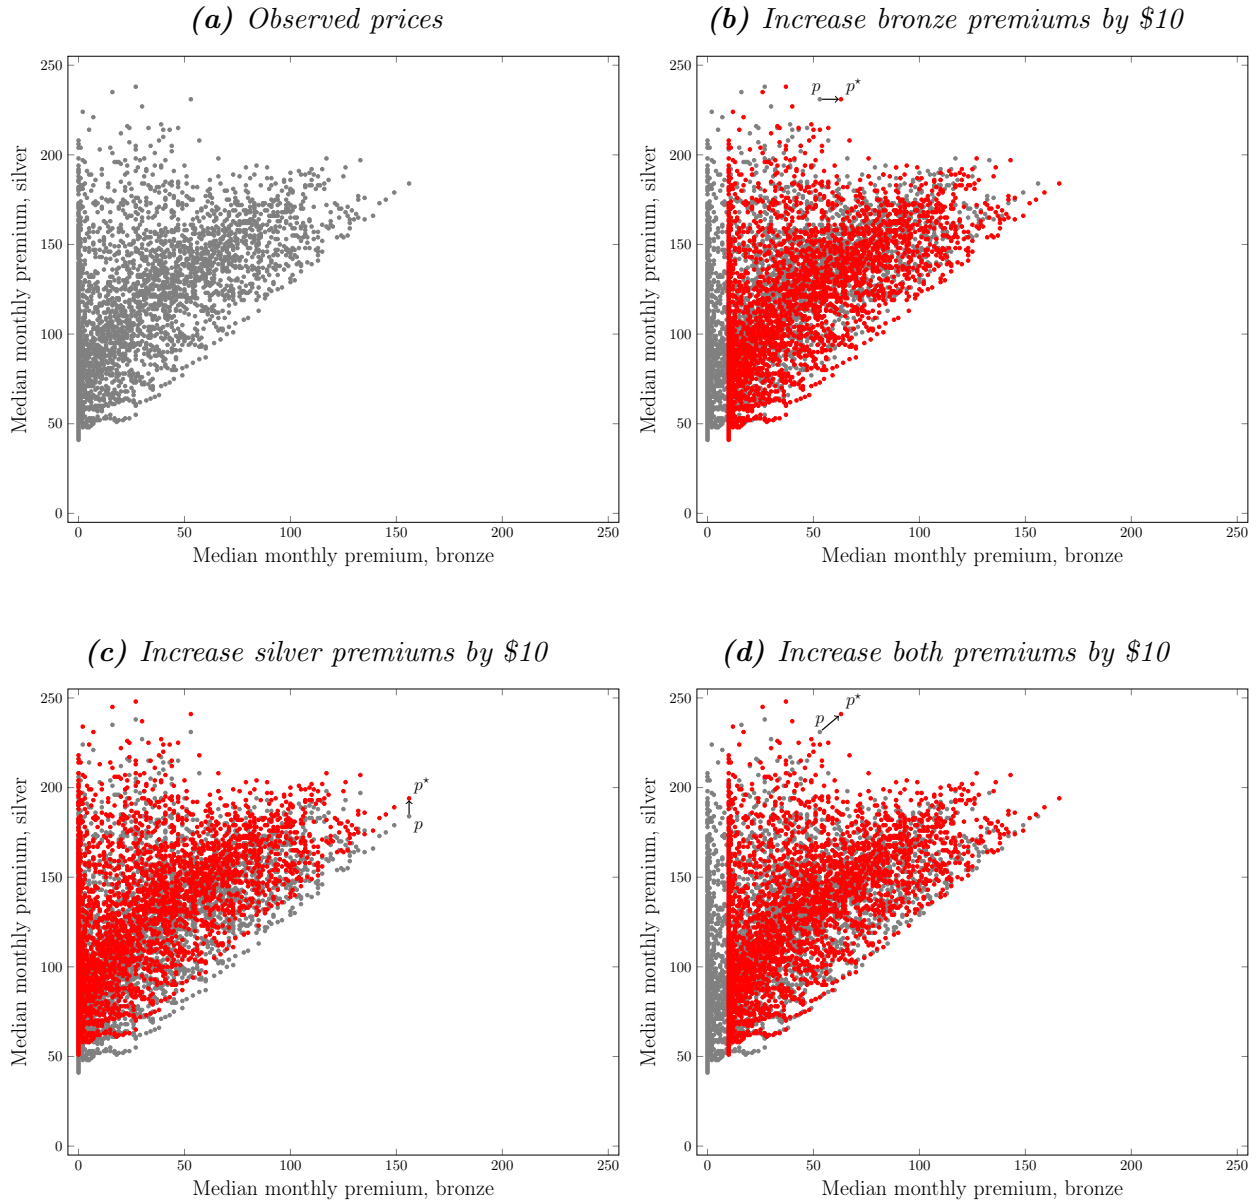 (a) Observed prices
250
200
150
100
50
0
0 50 100 150 200 250
Median monthly premium, silver
Median monthly premium, bronze
(b) Increase bronze premiums by $10
p p⋆
250
200
150
100
50
0
0 50 100 150 200 250
Median monthly premium, silver
Median monthly premium, bronze
(c) Increase silver premiums by $10
250
200
150
100
50
0
p⋆
p
0 50 100 150 200 250
Median monthly premium, silver
Median monthly premium, bronze
(d) Increase both premiums by $10
p⋆
p
250
200
150
100
50
0
0 50 100 150 200 250
Median monthly premium, silver
Median monthly premium, bronze